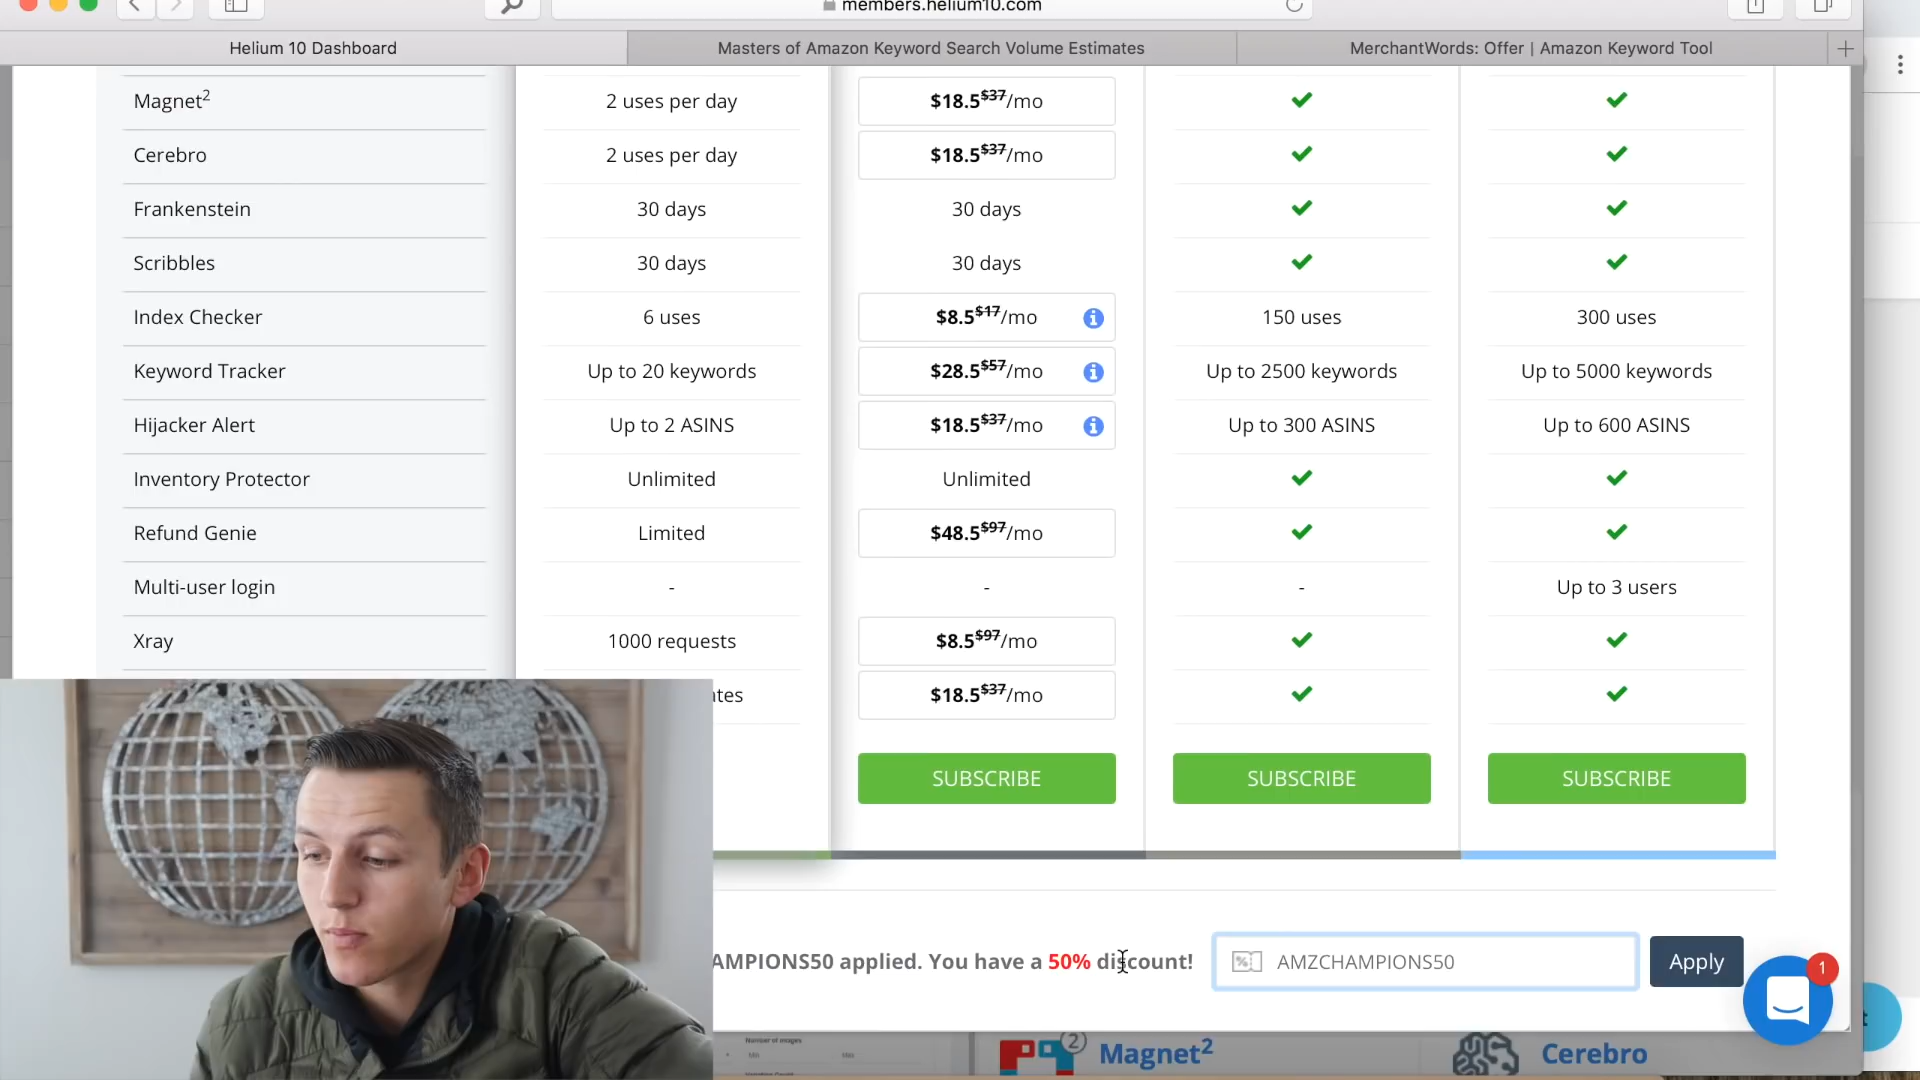 members.helium10.com
Helium 10 Dashboard
Masters of Amazon Keyword Search Volume Estimates
MerchantWords: Offer | Amazon Keyword Tool
Magnet2 2 uses per day $18.5$37/mo
Cerebro 2 uses per day $18.5$37/mo
Frankenstein 30 days 30 days
Scribbles 30 days 30 days
Index Checker 6 uses $8.5$17/mo 150 uses 300 uses
Keyword Tracker Up to 20 keywords $28.5$57/mo Up to 2500 keywords Up to 5000 keywords
Hijacker Alert Up to 2 ASINS $18.5$37/mo Up to 300 ASINS Up to 600 ASINS
Inventory Protector Unlimited Unlimited
Refund Genie Limited $48.5$97/mo
Multi-user login - - - Up to 3 users
Xray 1000 requests $8.5$97/mo
$18.5$37/mo
SUBSCRIBE SUBSCRIBE SUBSCRIBE
AMPIONS50 applied. You have a 50% discount! AMZCHAMPIONS50 Apply
1
Number of images
2 Magnet2 Cerebro